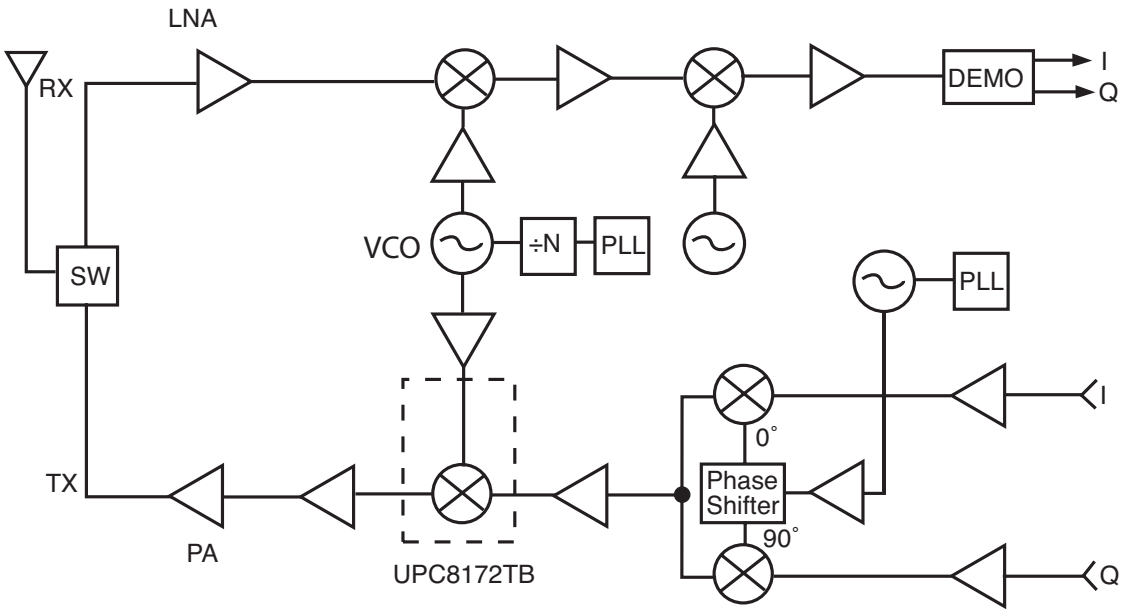 LNA
RX
DEMO
I
Q
VCO
÷N
PLL
SW
PLL
I
0°
TX
Phase
Shifter
90°
PA
UPC8172TB
Q